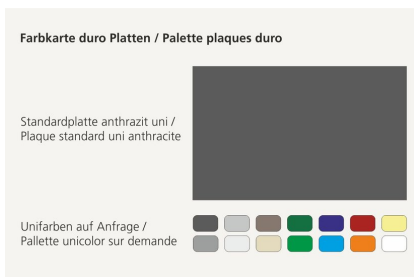 Farbkarte duro Platten / Palette plaques duro
Standardplatte anthrazit uni /
Plaque standard uni anthracite
Unifarben auf Anfrage /
Pallette unicolor sur demande